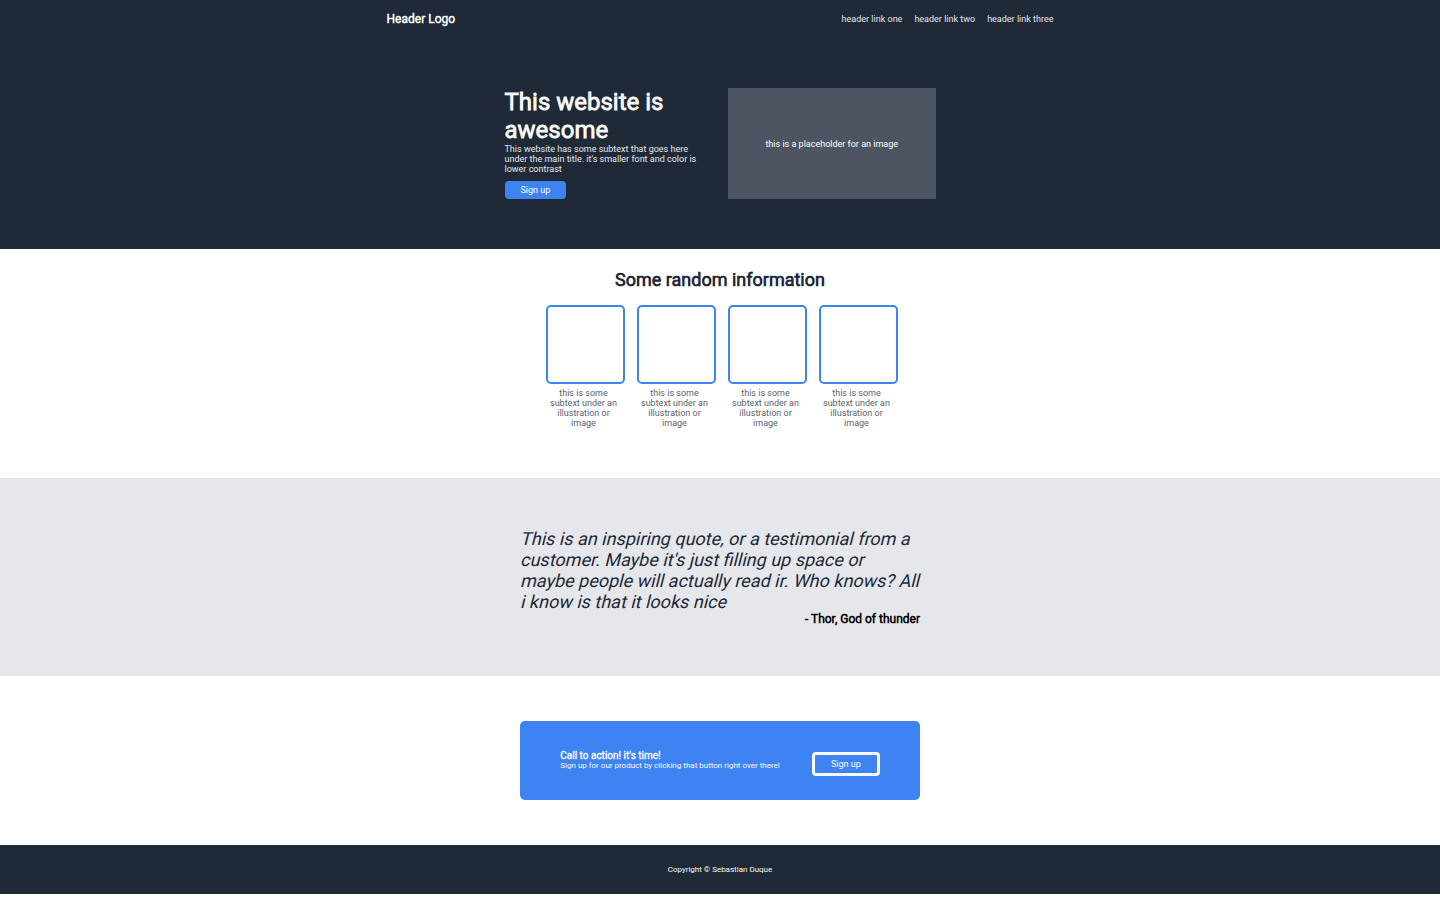 Header Logo
header link one
header link two
header link three
This website is
awesome
This website has some subtext that goes here
under the main title. it's smaller font and color is
lower contrast
Sign up
this is a placeholder for an image
Some random information
this is some
subtext under an
illustration or
image
this is some
subtext under an
illustration or
image
this is some
subtext under an
illustration or
image
this is some
subtext under an
illustration or
image
This is an inspiring quote, or a testimonial from a
customer. Maybe it's just filling up space or
maybe people will actually read ir. Who knows? All
i know is that it looks nice
- Thor, God of thunder
Call to action! it's time!
Sign up for our product by clicking that button right over there!
Sign up
Copyright © Sebastian Duque